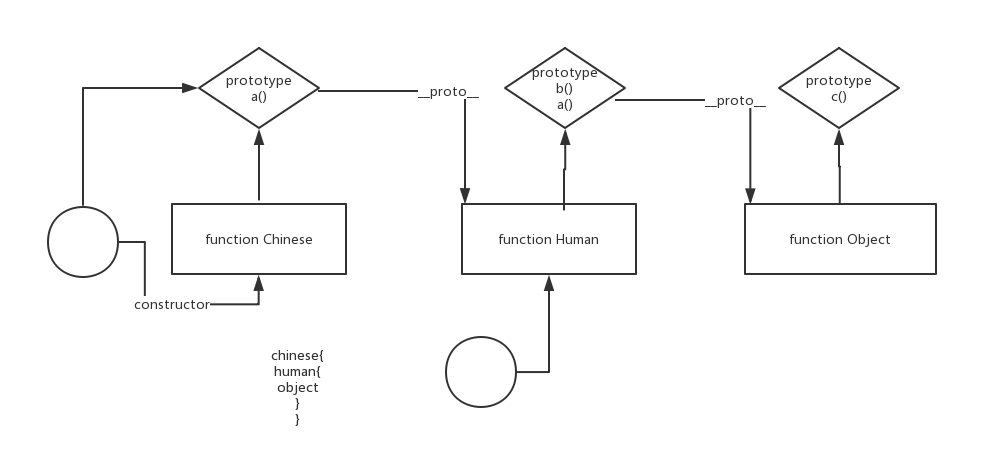 prototype
a()
__proto__
prototype
b()
a()
__proto__
prototype
c()
function Chinese
function Human
function Object
constructor
chinese{
human{
object
}
}